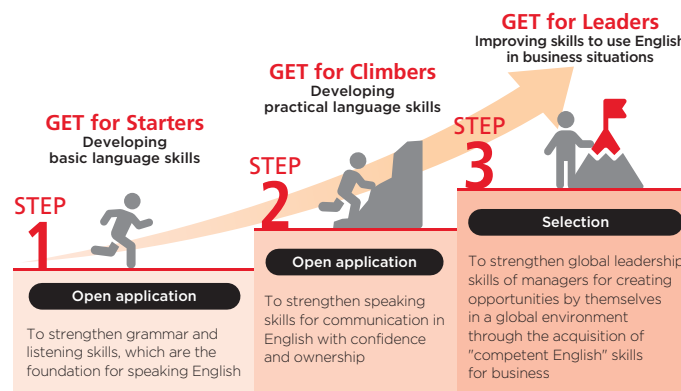 GET for Starters
Developing
basic language skills
STEP
1
Open application
To strengthen grammar and
listening skills, which are the
foundation for speaking English
GET for Climbers
Developing
practical language skills
STEP
2
Open application
To strengthen speaking
skills for communication in
English with confidence
and ownership
GET for Leaders
Improving skills to use English
in business situations
STEP
3
Selection
To strengthen global leadership
skills of managers for creating
opportunities by themselves
in a global environment
through the acquisition of
"competent English" skills
for business